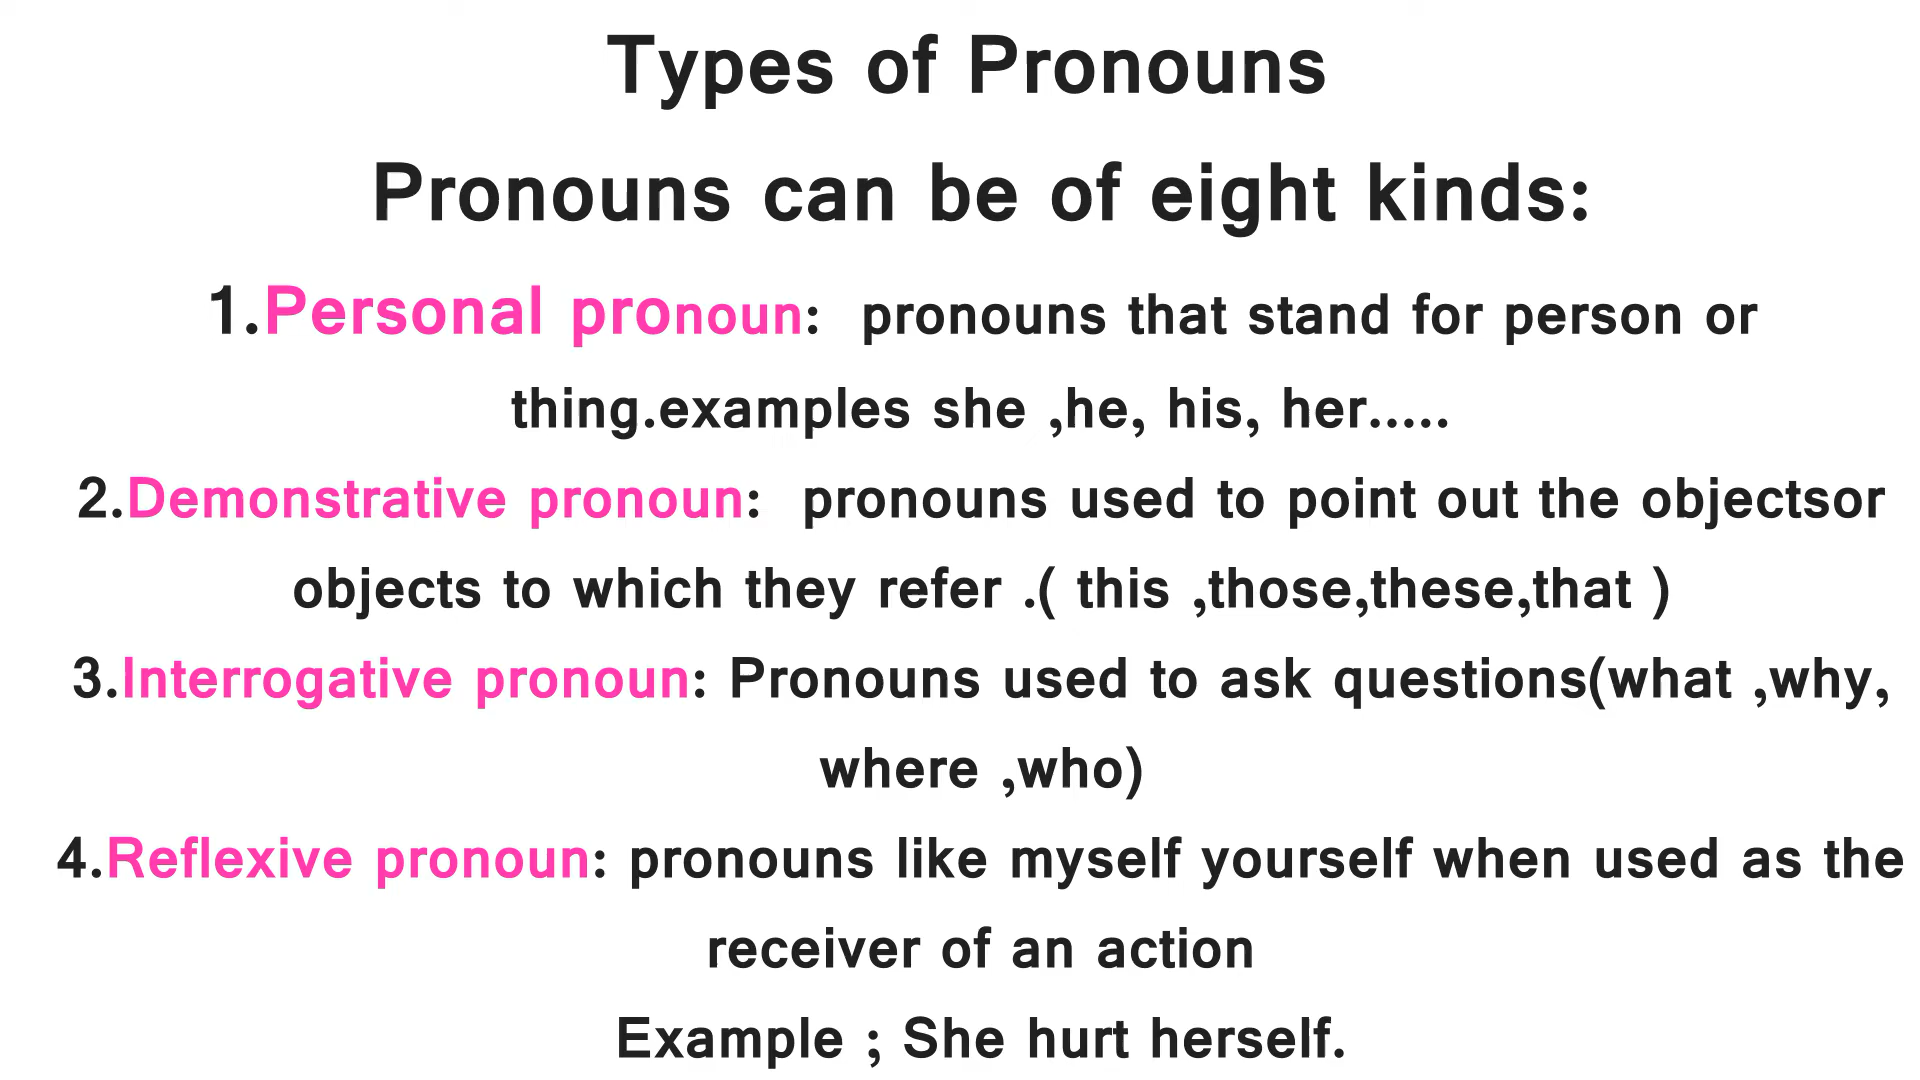 Types of Pronouns
Pronouns can be of eight kinds:
1.Personal pronoun:  pronouns that stand for person or
thing.examples she ,he, his, her.....
2.Demonstrative pronoun:  pronouns used to point out the objectsor
objects to which they refer .( this ,those,these,that )
3.Interrogative pronoun: Pronouns used to ask questions(what ,why,
where ,who)
4.Reflexive pronoun: pronouns like myself yourself when used as the
receiver of an action
Example ; She hurt herself.